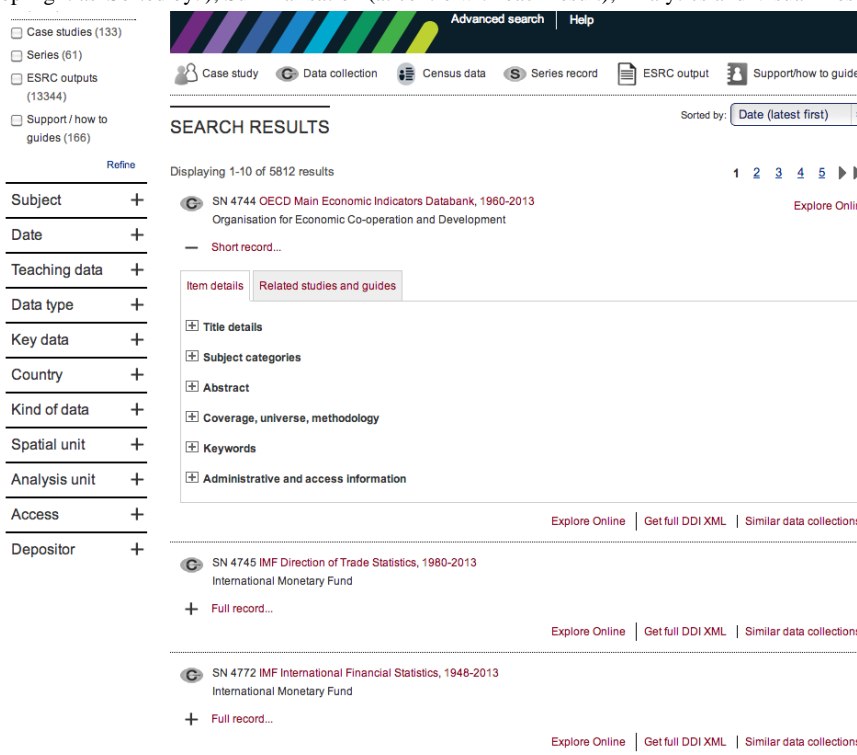 Case studies (133)
Series (61)
ESRC outputs
(13344)
Support / how to
guides (166)
Refine
Subject +
Date +
Teaching data +
Data type +
Key data +
Country +
Kind of data +
Spatial unit +
Analysis unit +
Access +
Depositor +
Advanced search | Help
Case study Data collection Census data Series record ESRC output Support/how to guide
SEARCH RESULTS
Sorted by: Date (latest first)
Displaying 1-10 of 5812 results
1 2 3 4 5
SN 4744 OECD Main Economic Indicators Databank, 1960-2013
Explore Onlin
Organisation for Economic Co-operation and Development
Short record...
Item details Related studies and guides
Title details
Subject categories
Abstract
Coverage, universe, methodology
Keywords
Administrative and access information
Explore Online | Get full DDI XML | Similar data collections
SN 4745 IMF Direction of Trade Statistics, 1980-2013
International Monetary Fund
+ Full record...
Explore Online | Get full DDI XML | Similar data collections
SN 4772 IMF International Financial Statistics, 1948-2013
International Monetary Fund
+ Full record...
Explore Online | Get full DDI XML | Similar data collections